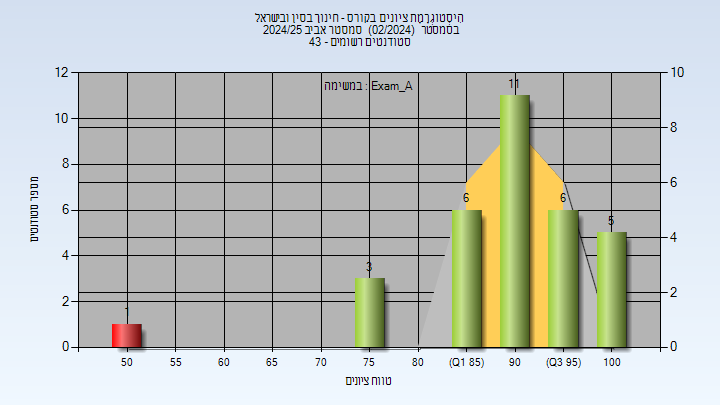 היסטוגרמת ציונים בקורס - חינוך בסין ובישראל
בסמסטר (02/2024) סמסטר אביב 2024/25
סטודנטים רשומים - 43
במשימה : Exam_A
מספר סטודנטים
12
10
8
6
4
2
0
10
8
6
4
2
0
1
3
6
11
6
5
50 55 60 65 70 75 80 (Q1 85) 90 (Q3 95) 100
טווח ציונים